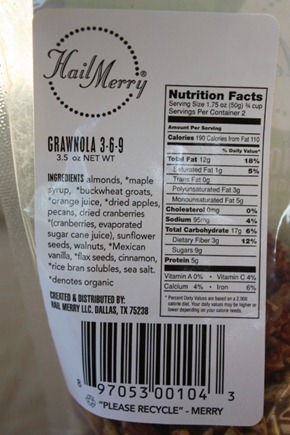 Hail Merry®
GRAWNOLA 3-6-9
3.5 oz NET WT
INGREDIENTS almonds, *maple
syrup, *buckwheat groats,
*orange juice, *dried apples,
pecans, dried cranberries
*(cranberries, evaporated
sugar cane juice), sunflower
seeds, walnuts, *Mexican
vanilla, *flax seeds, cinnamon,
*rice bran solubles, sea salt.
*denotes organic
CREATED & DISTRIBUTED BY:
HAIL MERRY LLC. DALLAS, TX 75238
Nutrition Facts
Serving Size 1.75 oz (50g) ¾ cup
Servings Per Container 2
Amount Per Serving
Calories 190 Calories from Fat 110
% Daily Value*
Total Fat 12g 18%
Saturated Fat 1g 5%
Trans Fat 0g
Polyunsaturated Fat 3g
Monounsaturated Fat 5g
Cholesterol 0mg 0%
Sodium 95mg 4%
Total Carbohydrate 17g 6%
Dietary Fiber 3g 12%
Sugars 9g
Protein 5g
Vitamin A 0% • Vitamin C 4%
Calcium 4% • Iron 6%
* Percent Daily Values are based on a 2,000
calorie diet. Your daily values may be higher or
lower depending on your calorie needs.
8 97053 00104 3
"PLEASE RECYCLE" - MERRY